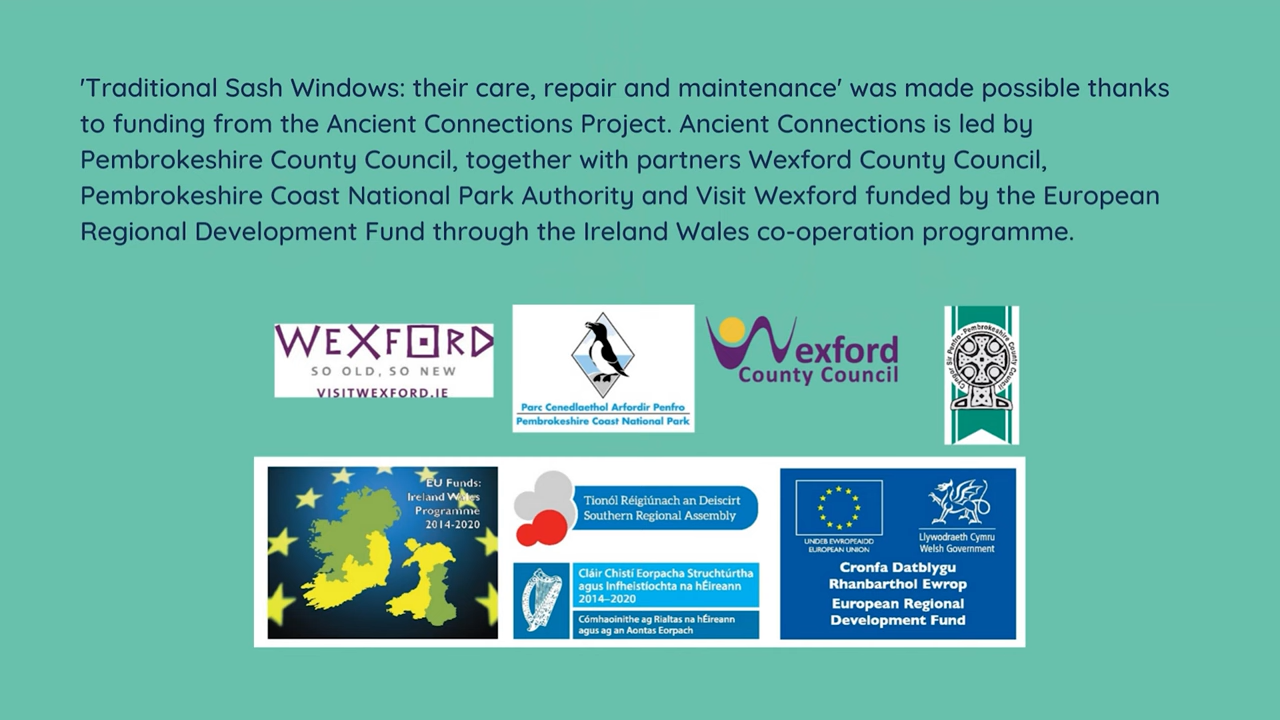 'Traditional Sash Windows: their care, repair and maintenance' was made possible thanks
to funding from the Ancient Connections Project. Ancient Connections is led by
Pembrokeshire County Council, together with partners Wexford County Council,
Pembrokeshire Coast National Park Authority and Visit Wexford funded by the European
Regional Development Fund through the Ireland Wales co-operation programme.
WEXFORD
SO OLD, SO NEW
VISITWEXFORD.IE
Parc Cenedlaethol Arfordir Penfro
Pembrokeshire Coast National Park
Wexford
County Council
Cyngor Sir Penfro · Pembrokeshire County Council
EU Funds:
Ireland Wales
Programme
2014-2020
Tionól Réigiúnach an Deiscirt
Southern Regional Assembly
Cláir Chistí Eorpacha Struchtúrtha
agus Infheistíochta na hÉireann
2014–2020
Cómhaoinithe ag Rialtas na hÉireann
agus ag an Aontas Eorpach
UNDEB EWROPEAIDD
EUROPEAN UNION
Llywodraeth Cymru
Welsh Government
Cronfa Datblygu
Rhanbarthol Ewrop
European Regional
Development Fund